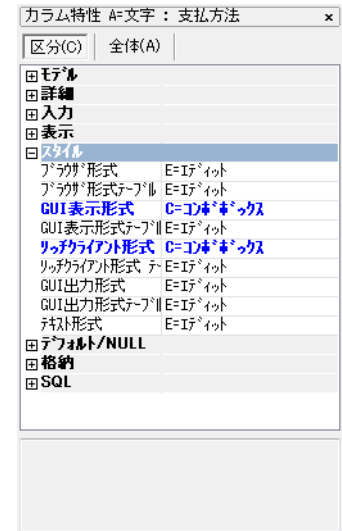 カラム特性 A=文字 : 支払方法 x
区分(C) 全体(A)
モデル
詳細
入力
表示
スタイル
ブラウザ形式 E=エディット
ブラウザ形式テーブル E=エディット
GUI表示形式 C=コンボボックス
GUI表示形式テーブル E=エディット
リッチクライアント形式 C=コンボボックス
リッチクライアント形式 テ E=エディット
GUI出力形式 E=エディット
GUI出力形式テーブル E=エディット
テキスト形式 E=エディット
デフォルト/NULL
格納
SQL